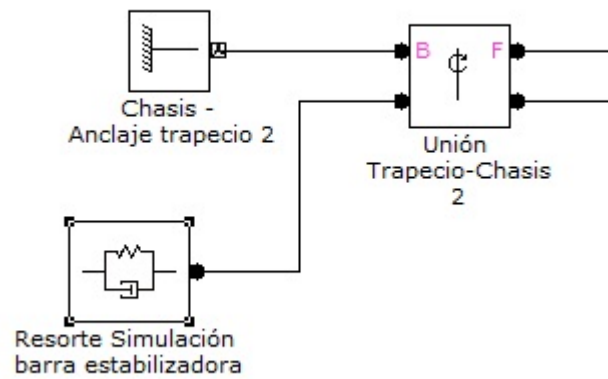 B F
Chasis -
Anclaje trapecio 2
Unión
Trapecio-Chasis
2
Resorte Simulación
barra estabilizadora